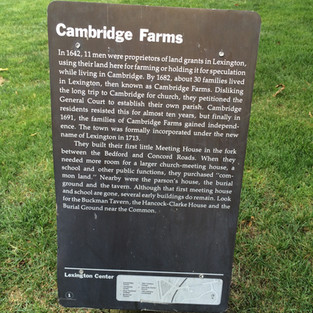 Cambridge Farms
In 1642, 11 men were proprietors of land grants in Lexington,
using their land here for farming or holding it for speculation
while living in Cambridge. By 1682, about 30 families lived
in Lexington, then known as Cambridge Farms. Disliking
the long trip to Cambridge for church, they petitioned the
General Court to establish their own parish. Cambridge
residents resisted this for almost ten years, but finally in
1691, the families of Cambridge Farms gained independ-
ence. The town was formally incorporated under the new
name of Lexington in 1713.
They built their first little Meeting House in the fork
between the Bedford and Concord Roads. When they
needed more room for a larger church-meeting house, a
school and other public functions, they purchased "com-
mon land." Nearby were the parson's house, the burial
ground and the tavern. Although that first meeting house
and school are gone, several early buildings do remain. Look
for the Buckman Tavern, the Hancock-Clarke House and the
Burial Ground near the Common.
Lexington Center